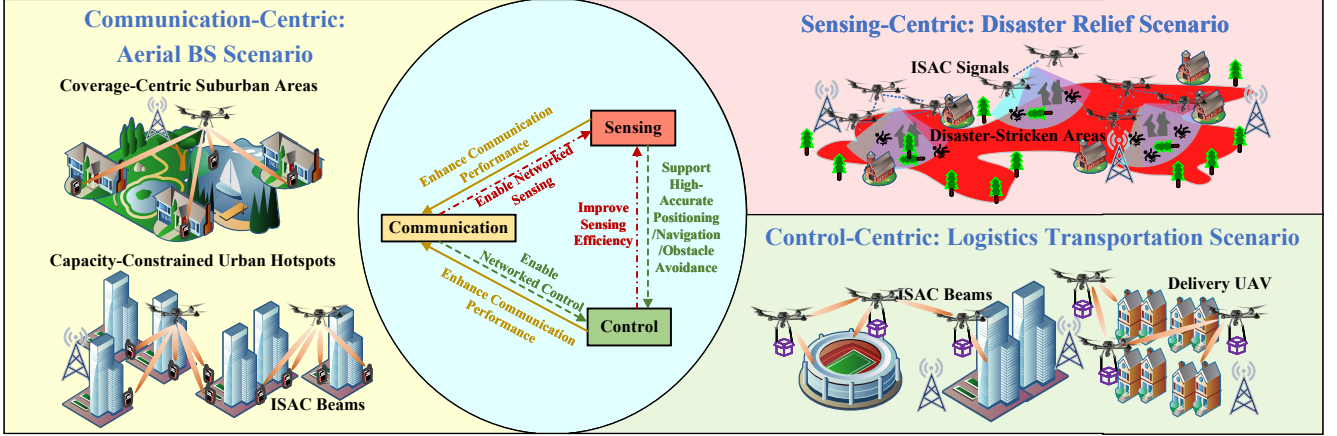 Communication-Centric:
Aerial BS Scenario
Coverage-Centric Suburban Areas
Capacity-Constrained Urban Hotspots
ISAC Beams
Sensing
Enhance Communication
Performance
Enable Networked
Sensing
Communication
Improve
Sensing
Efficiency
Support
High-
Accurate
Positioning
/Navigation
/Obstacle
Avoidance
Enable
Networked Control
Enhance Communication
Performance
Control
Sensing-Centric: Disaster Relief Scenario
ISAC Signals
Disaster-Stricken Areas
Control-Centric: Logistics Transportation Scenario
ISAC Beams
Delivery UAV